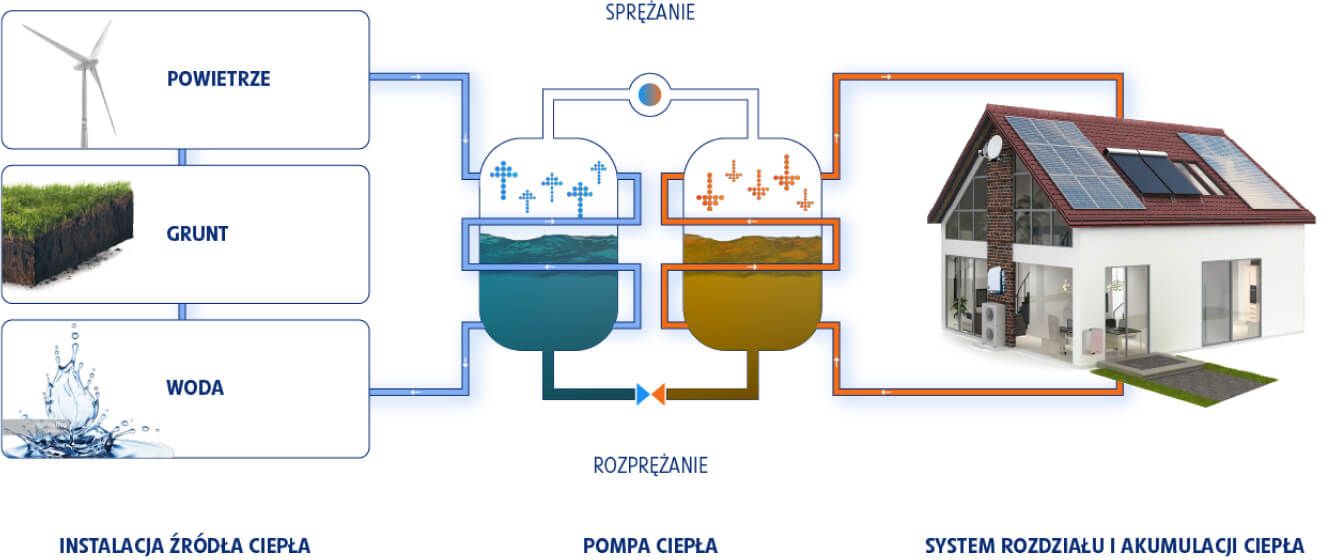 SPRĘŻANIE
POWIETRZE
GRUNT
WODA
ROZPRĘŻANIE
INSTALACJA ŹRÓDŁA CIEPŁA
POMPA CIEPŁA
SYSTEM ROZDZIAŁU I AKUMULACJI CIEPŁA